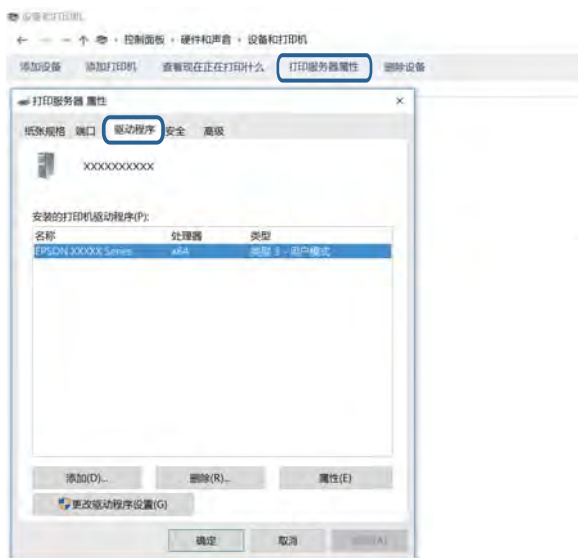 设备和打印机
控制面板 › 硬件和声音 › 设备和打印机
添加设备 添加打印机 查看现在正在打印什么 打印服务器属性 删除设备
打印服务器 属性
纸张规格 端口 驱动程序 安全 高级
XXXXXXXXXX
安装的打印机驱动程序(P):
名称 处理器 类型
EPSON XXXXX Series x64 类型 3 - 用户模式
添加(D)... 删除(R)... 属性(E)
更改驱动程序设置(G)
确定 取消